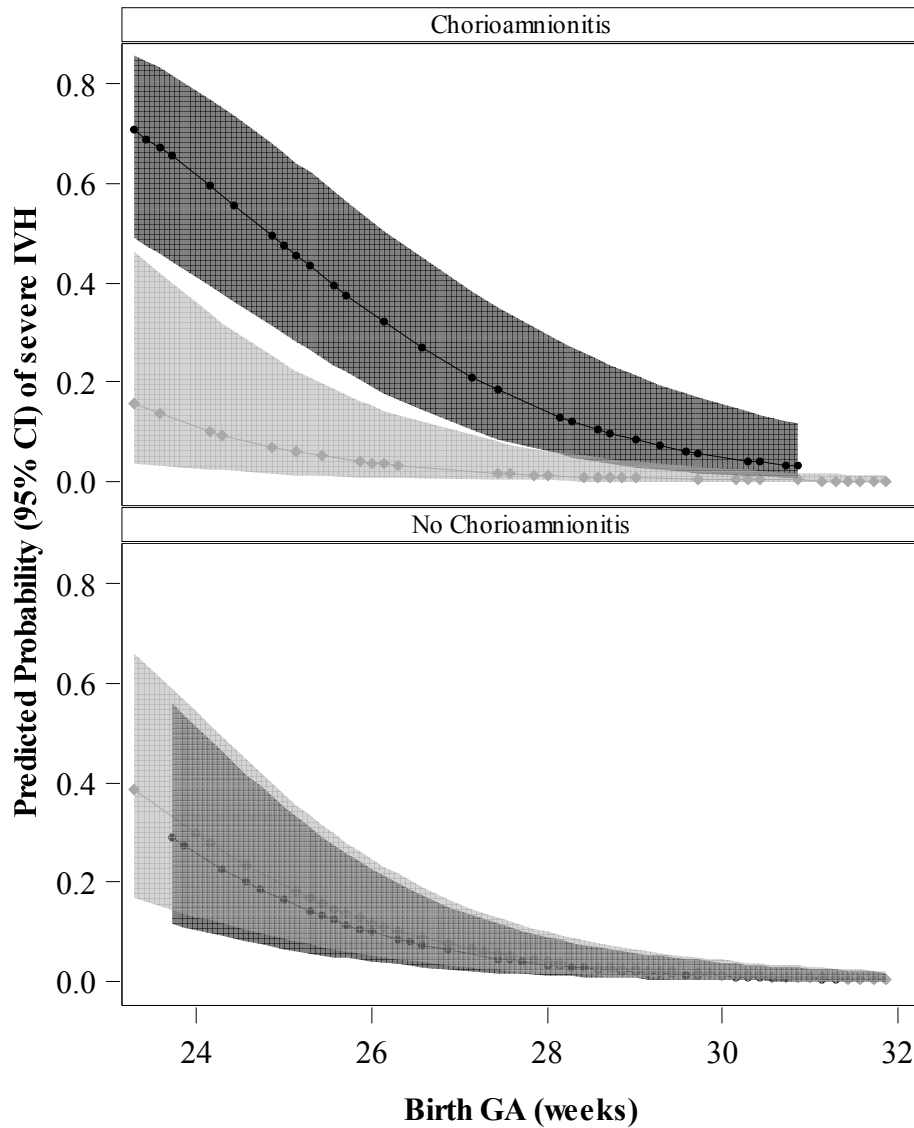 Chorioamnionitis
0.8
0.6
0.4
0.2
0.0
No Chorioamnionitis
0.8
0.6
0.4
0.2
0.0
Predicted Probability (95% CI) of severe IVH
24 26 28 30 32
Birth GA (weeks)